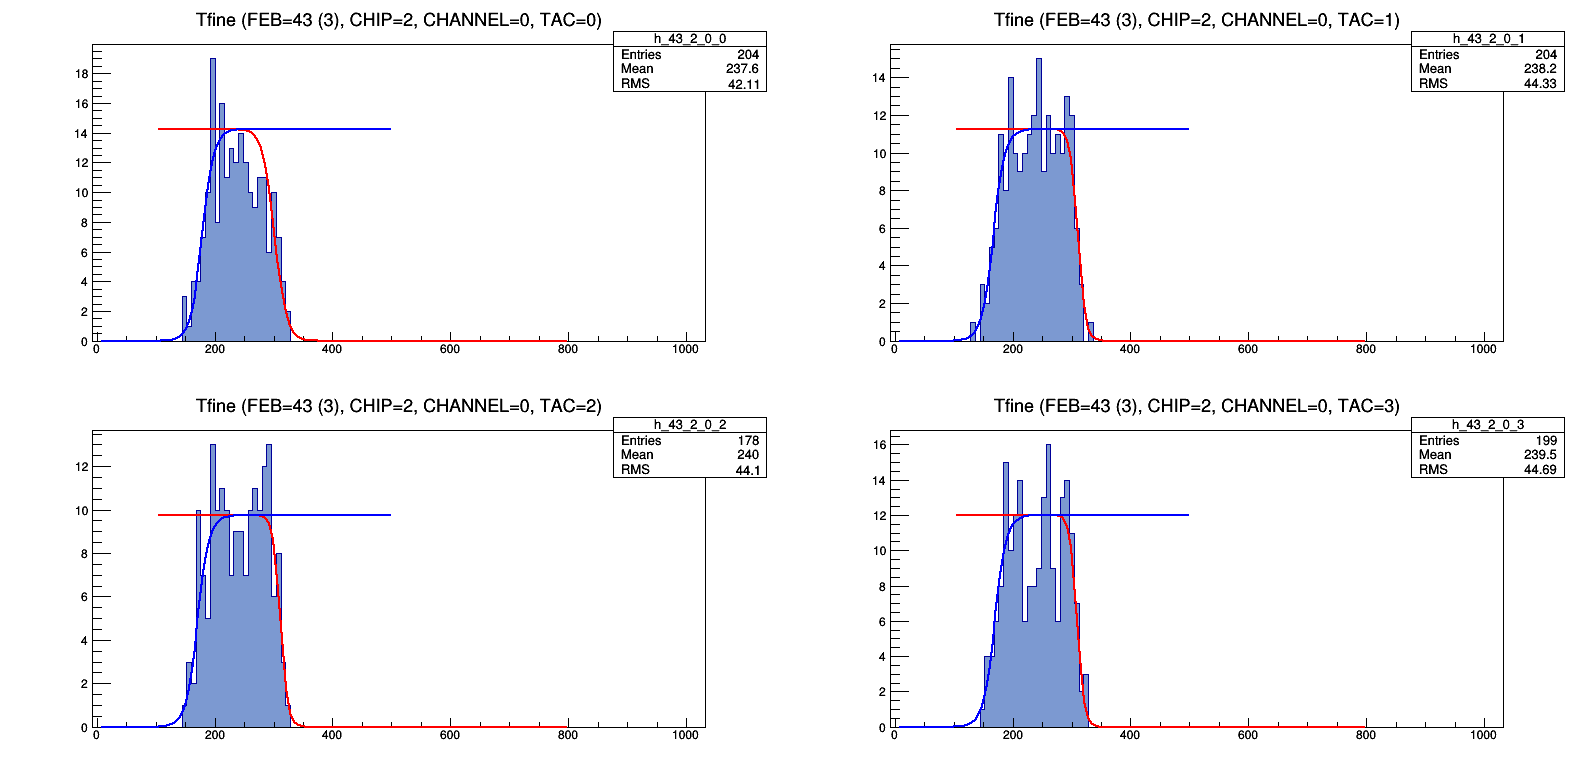 Tfine (FEB=43 (3), CHIP=2, CHANNEL=0, TAC=0)
h_43_2_0_0
Entries 204
Mean 237.6
RMS 42.11
18
16
14
12
10
8
6
4
2
0
0 200 400 600 800 1000
Tfine (FEB=43 (3), CHIP=2, CHANNEL=0, TAC=1)
h_43_2_0_1
Entries 204
Mean 238.2
RMS 44.33
14
12
10
8
6
4
2
0
0 200 400 600 800 1000
Tfine (FEB=43 (3), CHIP=2, CHANNEL=0, TAC=2)
h_43_2_0_2
Entries 178
Mean 240
RMS 44.1
12
10
8
6
4
2
0
0 200 400 600 800 1000
Tfine (FEB=43 (3), CHIP=2, CHANNEL=0, TAC=3)
h_43_2_0_3
Entries 199
Mean 239.5
RMS 44.69
16
14
12
10
8
6
4
2
0
0 200 400 600 800 1000